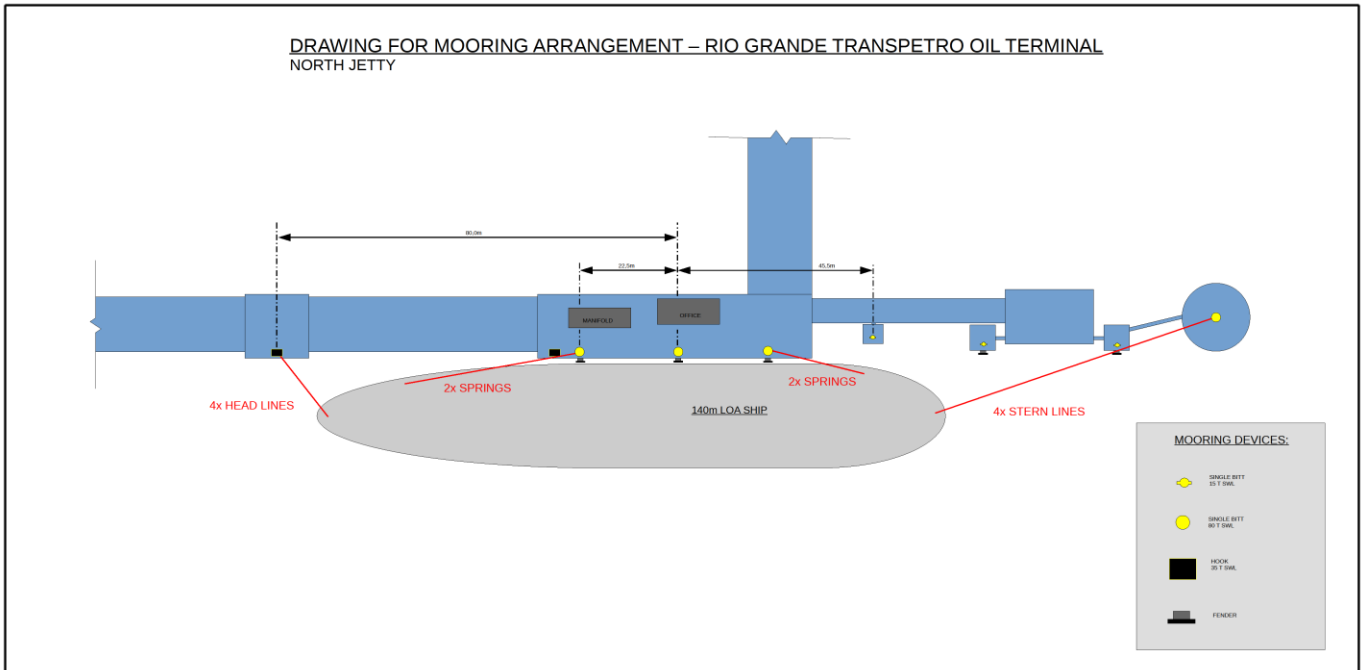 DRAWING FOR MOORING ARRANGEMENT – RIO GRANDE TRANSPETRO OIL TERMINAL
NORTH JETTY
80,0m
22,5m
45,5m
MANIFOLD
OFFICE
4x HEAD LINES
2x SPRINGS
2x SPRINGS
140m LOA SHIP
4x STERN LINES
MOORING DEVICES:
SINGLE BITT
15 T SWL
SINGLE BITT
80 T SWL
HOOK
35 T SWL
FENDER